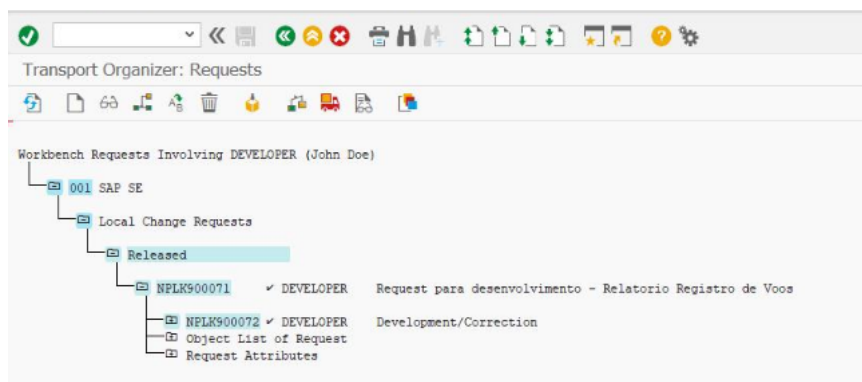 Transport Organizer: Requests
Workbench Requests Involving DEVELOPER (John Doe)
001 SAP SE
Local Change Requests
Released
NPLK900071 ✔ DEVELOPER Request para desenvolvimento - Relatorio Registro de Voos
NPLK900072 ✔ DEVELOPER Development/Correction
Object List of Request
Request Attributes